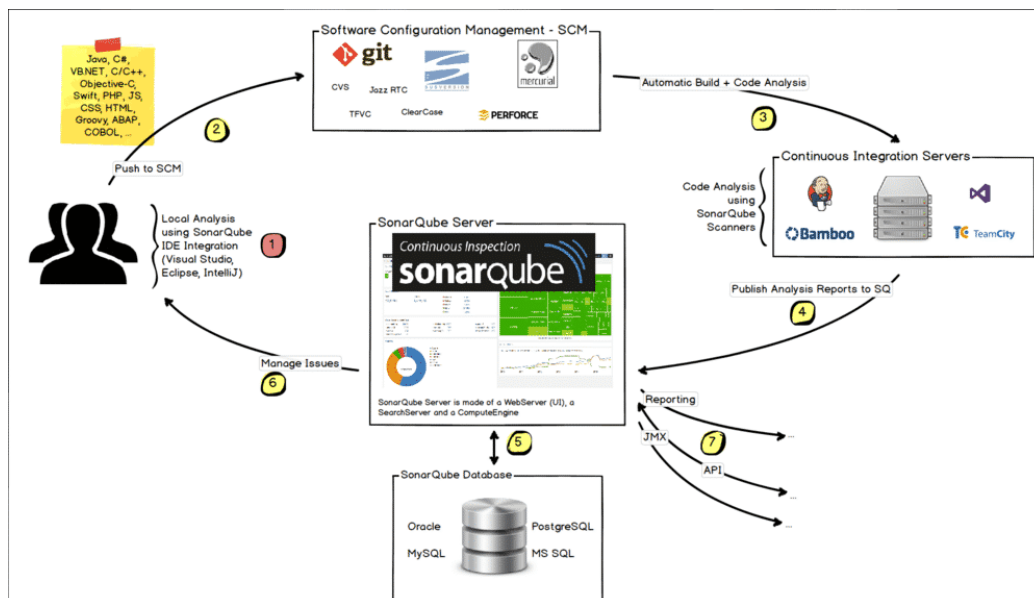 Java, C#,
VB.NET, C/C++,
Objective-C,
Swift, PHP, JS,
CSS, HTML,
Groovy, ABAP,
COBOL, ...
Software Configuration Management - SCM
git
SUBVERSION
mercurial
CVS
Jazz RTC
TFVC
ClearCase
PERFORCE
2
Push to SCM
Automatic Build + Code Analysis
3
Continuous Integration Servers
Code Analysis
using
SonarQube
Scanners
Bamboo
TC TeamCity
Local Analysis
using SonarQube
IDE Integration
(Visual Studio,
Eclipse, IntelliJ)
1
SonarQube Server
Continuous Inspection
sonarqube
SonarQube Server is made of a WebServer (UI), a
SearchServer and a ComputeEngine
Publish Analysis Reports to SQ
4
Manage Issues
6
5
Reporting
JMX
7
API
...
...
...
SonarQube Database
Oracle
PostgreSQL
MySQL
MS SQL